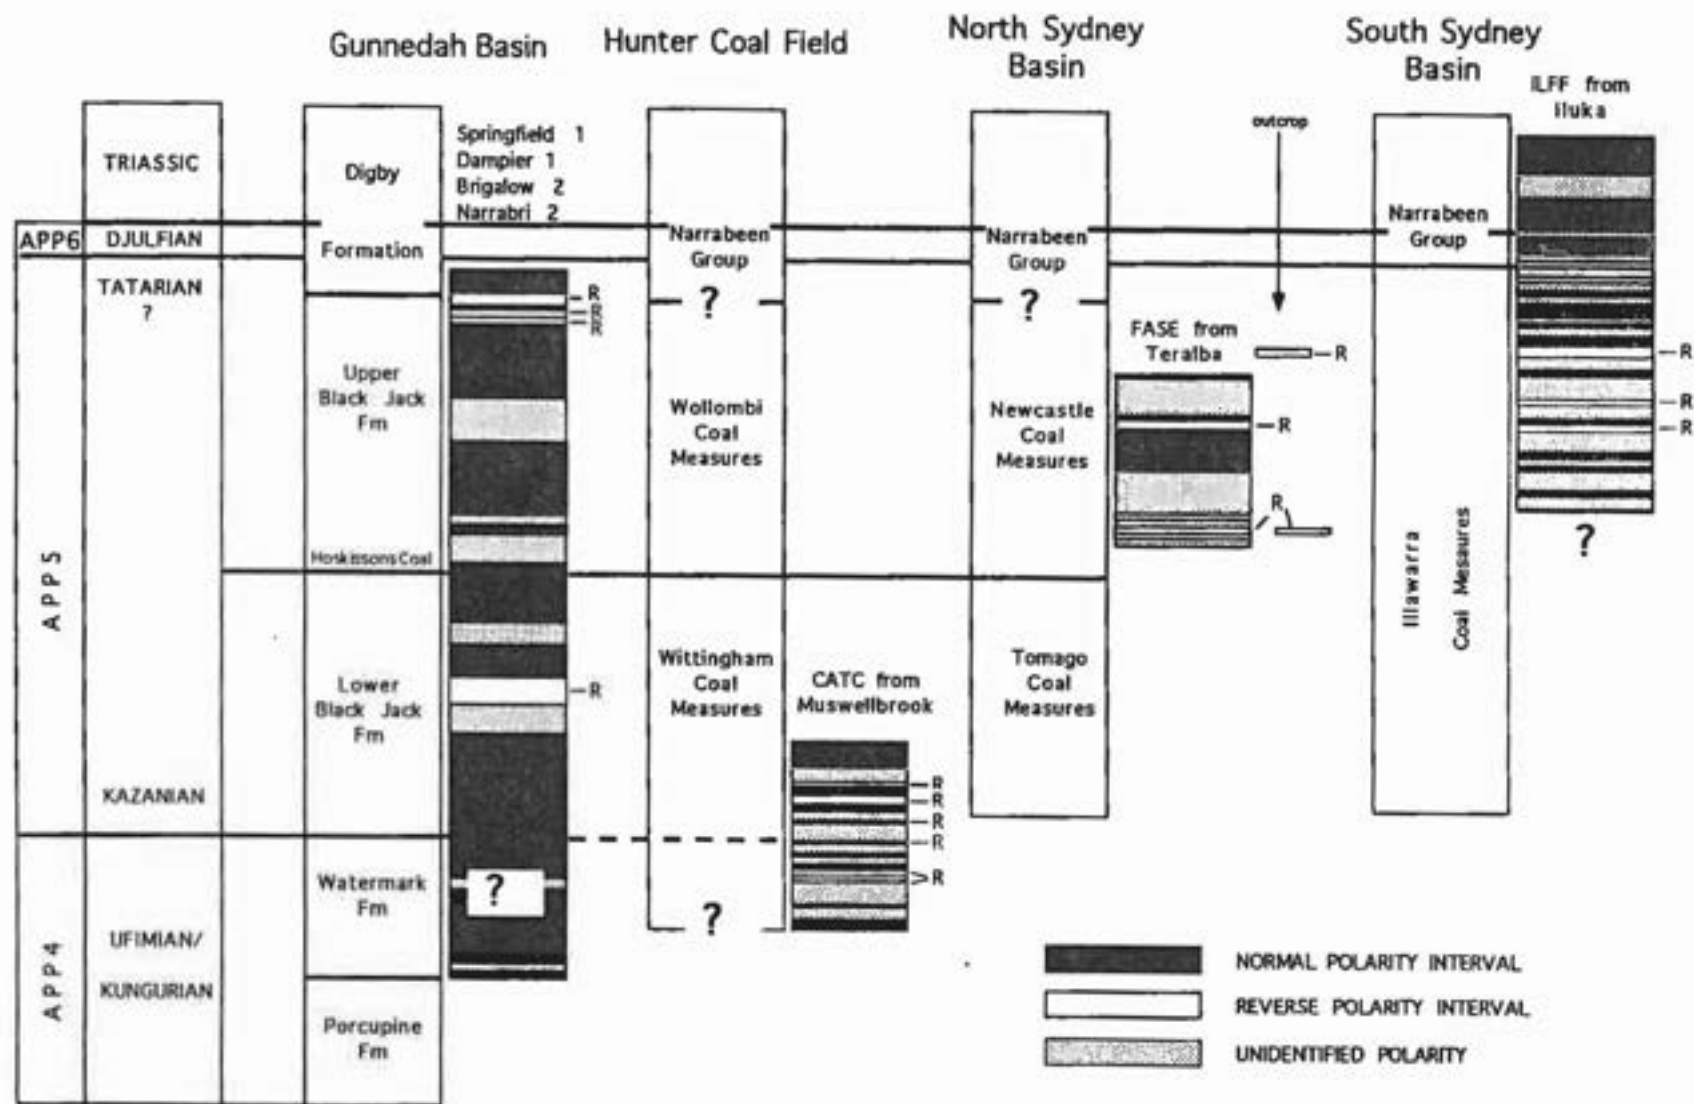 Gunnedah Basin
Hunter Coal Field
North Sydney
Basin
South Sydney
Basin
ILFF from
Iluka
outcrop
Springfield 1
Dampier 1
Brigalow 2
Narrabri 2
TRIASSIC
Digby
Formation
APP6
DJULFIAN
Narrabeen
Group
Narrabeen
Group
Narrabeen
Group
TATARIAN
?
?
?
R
R
R
FASE from
Teralba
R
R
Upper
Black Jack
Fm
Wollombi
Coal
Measures
Newcastle
Coal
Measures
R
R
R
R
?
Hoskissons Coal
APP5
Illawarra
Coal Mesaures
Lower
Black Jack
Fm
R
Wittingham
Coal
Measures
CATC from
Muswellbrook
Tomago
Coal
Measures
KAZANIAN
R
R
R
R
R
Watermark
Fm
?
?
APP4
UFIMIAN/
KUNGURIAN
Porcupine
Fm
NORMAL POLARITY INTERVAL
REVERSE POLARITY INTERVAL
UNIDENTIFIED POLARITY